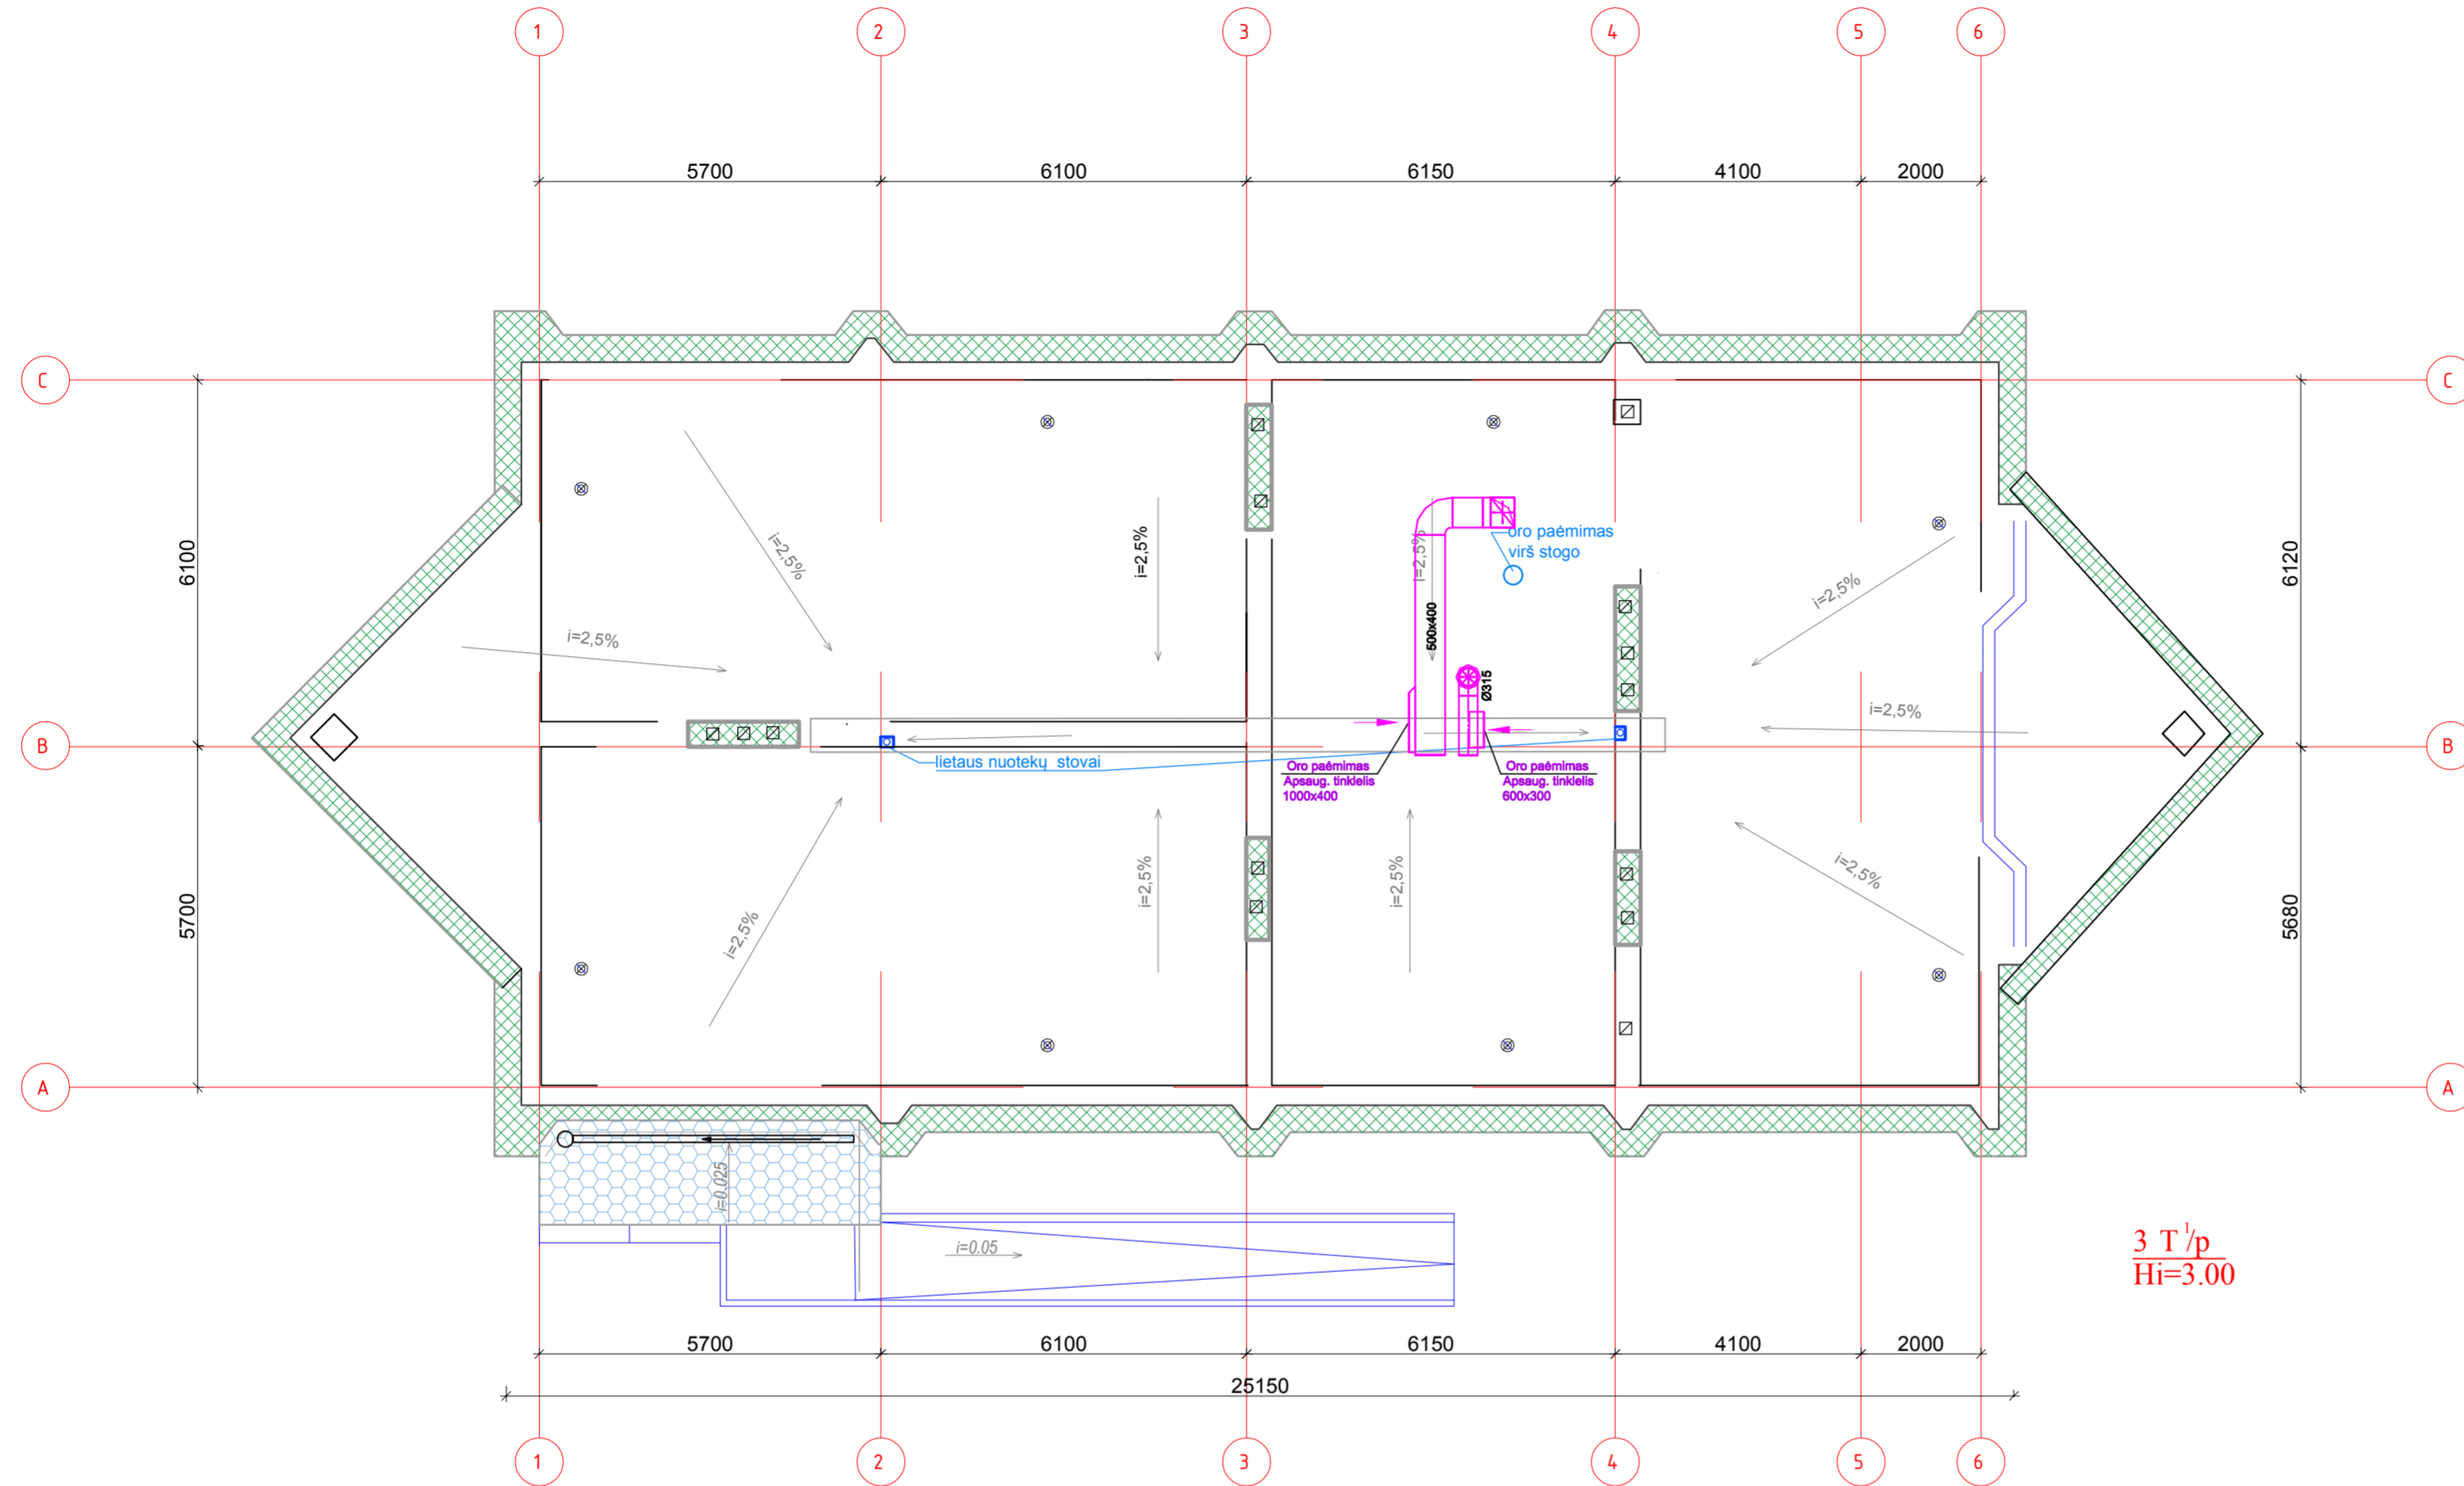 1 2 3 4 5 6
5700 6100 6150 4100 2000
C C
i=2,5%
i=2,5%
i=2,5%
oro paėmimas
virš stogo
6100
6120
i=2,5%
500x400
i=2,5%
Ø315
i=2,5%
B B
lietaus nuotekų stovai
Oro paėmimas
Apsaug. tinklelis
1000x400
Oro paėmimas
Apsaug. tinklelis
600x300
5700
5680
i=2,5%
i=2,5%
i=2,5%
i=2,5%
A A
i=0.025
i=0.05
3 T 1/p
Hi=3.00
5700 6100 6150 4100 2000
25150
1 2 3 4 5 6